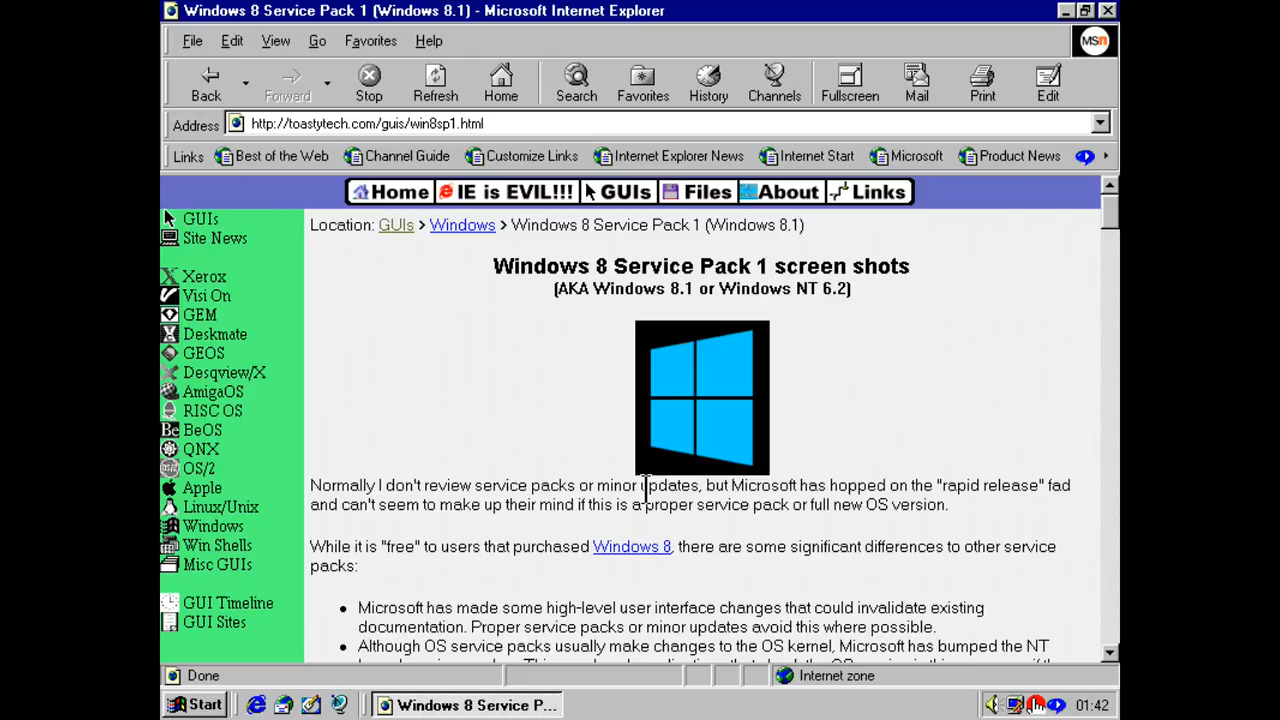 Windows 8 Service Pack 1 (Windows 8.1) - Microsoft Internet Explorer
File Edit View Go Favorites Help
msn
Back Forward Stop Refresh Home Search Favorites History Channels Fullscreen Mail Print Edit
Address http://toastytech.com/guis/win8sp1.html
Links Best of the Web Channel Guide Customize Links Internet Explorer News Internet Start Microsoft Product News
Home IE is EVIL!!! GUIs Files About Links
GUIs
Site News
Xerox
Visi On
GEM
Deskmate
GEOS
Desqview/X
AmigaOS
RISC OS
Be BeOS
QNX
OS/2 OS/2
Apple
Linux/Unix
Windows
Win Shells
Misc GUIs
GUI Timeline
GUI Sites
Location: GUIs > Windows > Windows 8 Service Pack 1 (Windows 8.1)
Windows 8 Service Pack 1 screen shots
(AKA Windows 8.1 or Windows NT 6.2)
Normally I don't review service packs or minor updates, but Microsoft has hopped on the "rapid release" fad
and can't seem to make up their mind if this is a proper service pack or full new OS version.
While it is "free" to users that purchased Windows 8, there are some significant differences to other service
packs:
• Microsoft has made some high-level user interface changes that could invalidate existing
documentation. Proper service packs or minor updates avoid this where possible.
• Although OS service packs usually make changes to the OS kernel, Microsoft has bumped the NT
Done Internet zone
Start Windows 8 Service P... 01:42